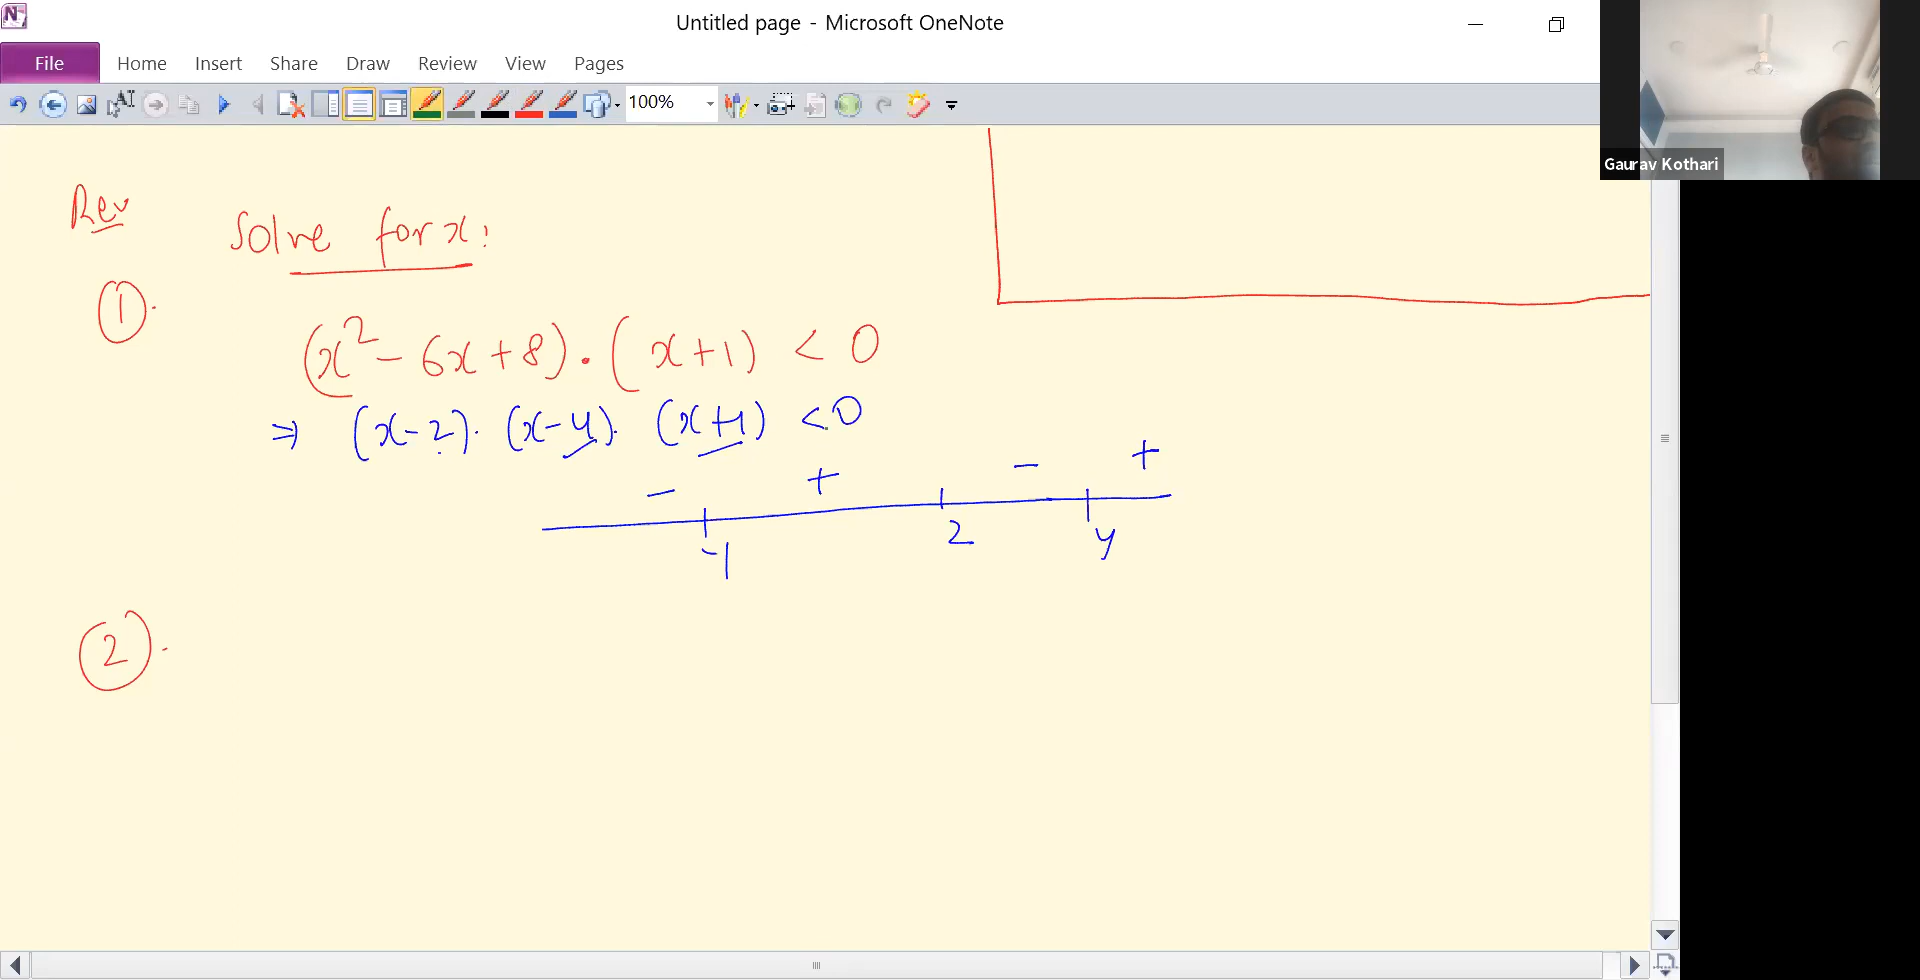 Untitled page - Microsoft OneNote
File Home Insert Share Draw Review View Pages
100%
Gaurav Kothari
Rev
Solve for x:
①.
(x² - 6x + 8) · (x + 1) < 0
⇒ (x - 2) · (x - 4) · (x + 1) < 0
- + - +
-1 2 4
②.